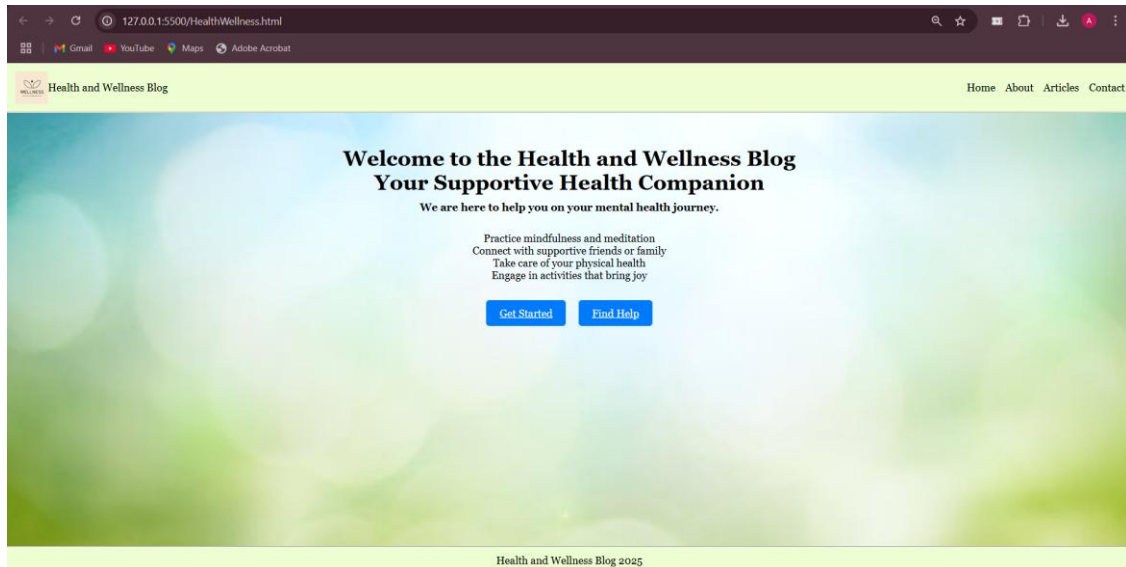 127.0.0.1:5500/HealthWellness.html
A
Gmail YouTube Maps Adobe Acrobat
WELLNESS
Health and Wellness Blog
Home About Articles Contact
Welcome to the Health and Wellness Blog
Your Supportive Health Companion
We are here to help you on your mental health journey.
Practice mindfulness and meditation
Connect with supportive friends or family
Take care of your physical health
Engage in activities that bring joy
Get Started Find Help
Health and Wellness Blog 2025